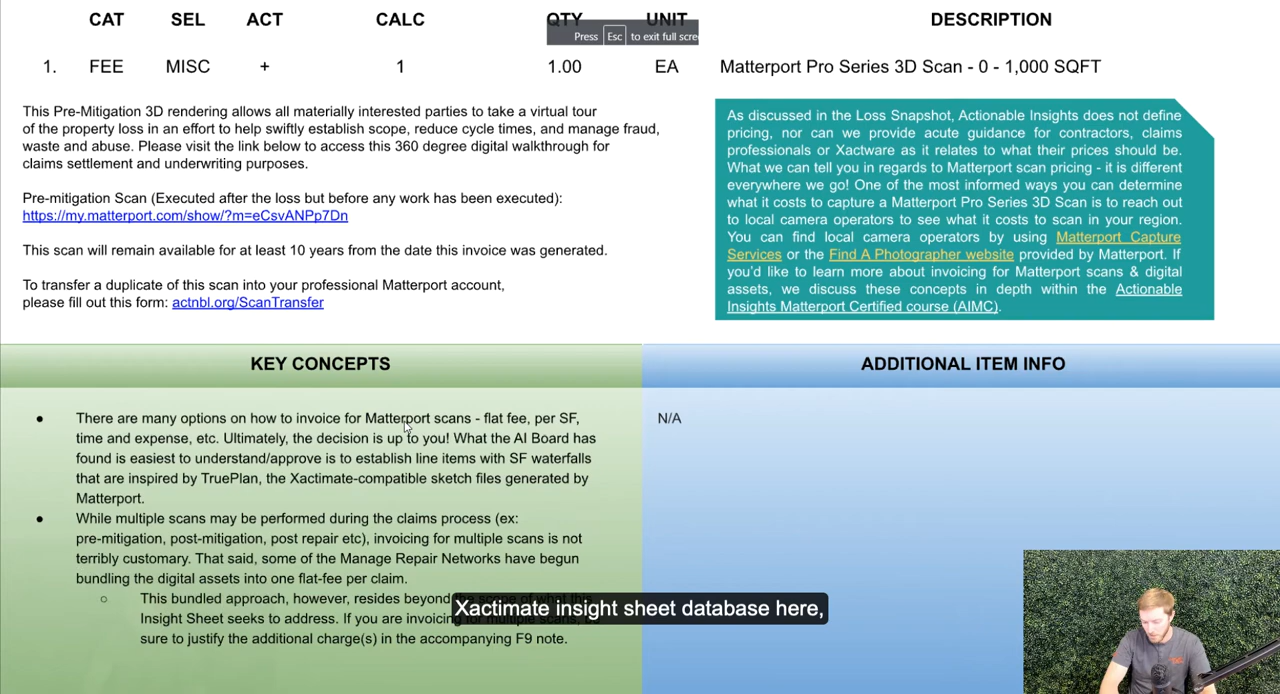 CAT SEL ACT CALC QTY UNIT DESCRIPTION
Press Esc to exit full scre
1. FEE MISC + 1 1.00 EA Matterport Pro Series 3D Scan - 0 - 1,000 SQFT
This Pre-Mitigation 3D rendering allows all materially interested parties to take a virtual tour
of the property loss in an effort to help swiftly establish scope, reduce cycle times, and manage fraud,
waste and abuse. Please visit the link below to access this 360 degree digital walkthrough for
claims settlement and underwriting purposes.
Pre-mitigation Scan (Executed after the loss but before any work has been executed):
https://my.matterport.com/show/?m=eCsvANPp7Dn
This scan will remain available for at least 10 years from the date this invoice was generated.
To transfer a duplicate of this scan into your professional Matterport account,
please fill out this form: actnbl.org/ScanTransfer
As discussed in the Loss Snapshot, Actionable Insights does not define
pricing, nor can we provide acute guidance for contractors, claims
professionals or Xactware as it relates to what their prices should be.
What we can tell you in regards to Matterport scan pricing - it is different
everywhere we go! One of the most informed ways you can determine
what it costs to capture a Matterport Pro Series 3D Scan is to reach out
to local camera operators to see what it costs to scan in your region.
You can find local camera operators by using Matterport Capture
Services or the Find A Photographer website provided by Matterport. If
you'd like to learn more about invoicing for Matterport scans & digital
assets, we discuss these concepts in depth within the Actionable
Insights Matterport Certified course (AIMC).
KEY CONCEPTS
● There are many options on how to invoice for Matterport scans - flat fee, per SF,
time and expense, etc. Ultimately, the decision is up to you! What the AI Board has
found is easiest to understand/approve is to establish line items with SF waterfalls
that are inspired by TruePlan, the Xactimate-compatible sketch files generated by
Matterport.
● While multiple scans may be performed during the claims process (ex:
pre-mitigation, post-mitigation, post repair etc), invoicing for multiple scans is not
terribly customary. That said, some of the Manage Repair Networks have begun
bundling the digital assets into one flat-fee per claim.
○ This bundled approach, however, resides beyond
Insight Sheet seeks to address. If you are invoicing
sure to justify the additional charge(s) in the accompanying F9 note.
ADDITIONAL ITEM INFO
N/A
Xactimate insight sheet database here,